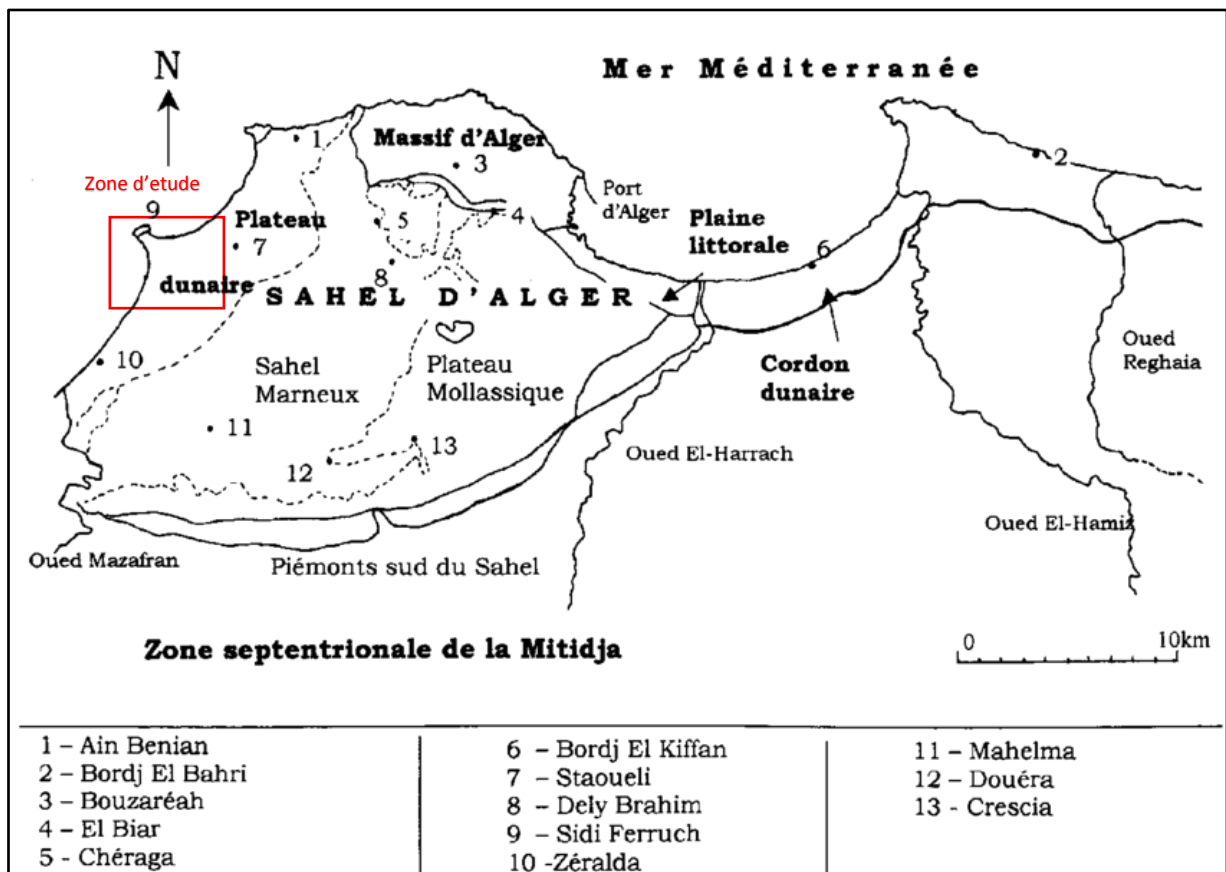 N
Mer Méditerranée
Massif d'Alger
1
3
2
Zone d'etude
9
Port
d'Alger
Plateau
7
5
4
Plaine
littorale
6
8
dunaire
SAHEL D'ALGER
10
Sahel
Marneux
Plateau
Mollassique
Cordon
dunaire
Oued
Reghaia
11
12
13
Oued El-Harrach
Oued El-Hamiz
Oued Mazafran
Piémonts sud du Sahel
Zone septentrionale de la Mitidja
0 10km
1 – Ain Benian
2 – Bordj El Bahri
3 – Bouzaréah
4 – El Biar
5 - Chéraga
6 – Bordj El Kiffan
7 – Staoueli
8 – Dely Brahim
9 – Sidi Ferruch
10 -Zéralda
11 – Mahelma
12 – Douéra
13 - Crescia